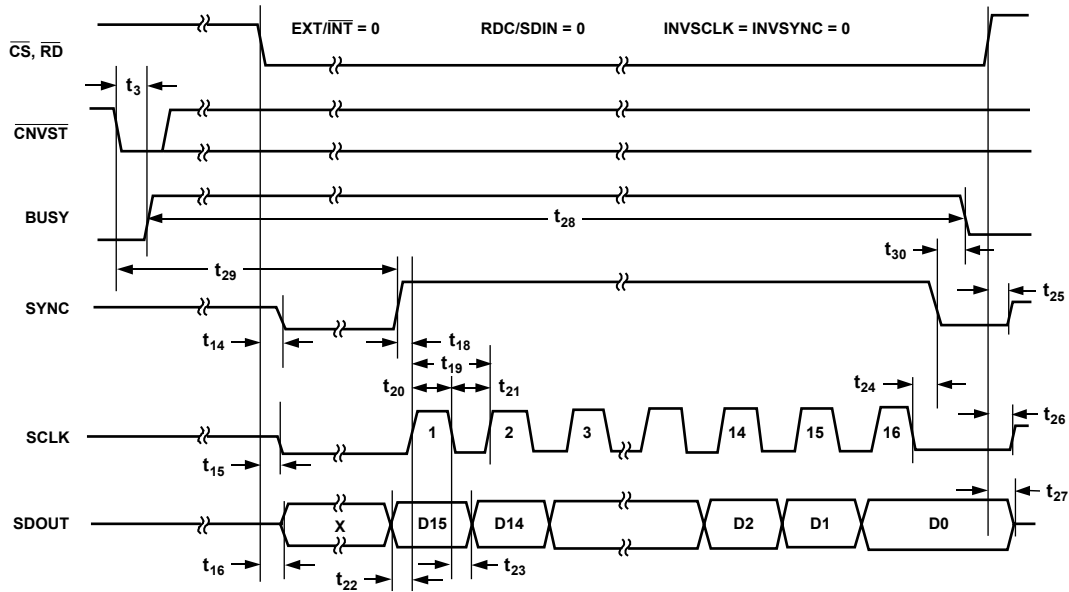 EXT/INT = 0 RDC/SDIN = 0 INVSCLK = INVSYNC = 0
CS, RD
t3
CNVST
BUSY
t28
t30
t29
t25
SYNC
t14
t18
t19
t20
t21
t24
t26
SCLK
1 2 3 14 15 16
t15
t27
SDOUT
X D15 D14 D2 D1 D0
t16
t22
t23